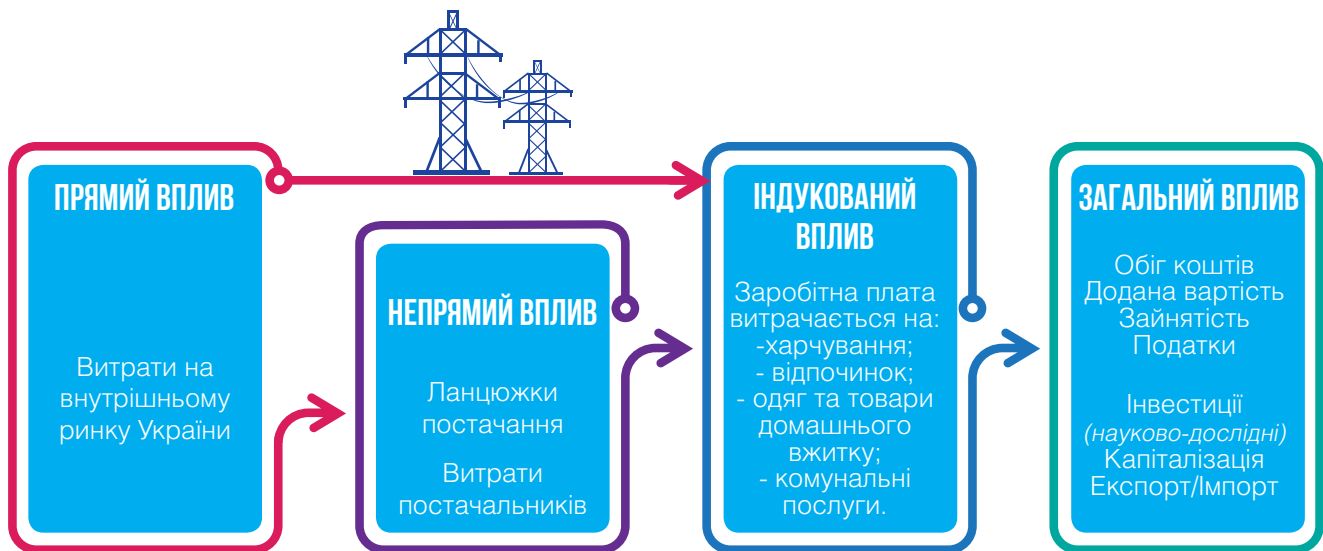 ПРЯМИЙ ВПЛИВ
Витрати на
внутрішньому
ринку України
НЕПРЯМИЙ ВПЛИВ
Ланцюжки
постачання
Витрати
постачальників
ІНДУКОВАНИЙ
ВПЛИВ
Заробітна плата
витрачається на:
-харчування;
- відпочинок;
- одяг та товари
домашнього
вжитку;
- комунальні
послуги.
ЗАГАЛЬНИЙ ВПЛИВ
Обіг коштів
Додана вартість
Зайнятість
Податки
Інвестиції
(науково-дослідні)
Капіталізація
Експорт/Імпорт